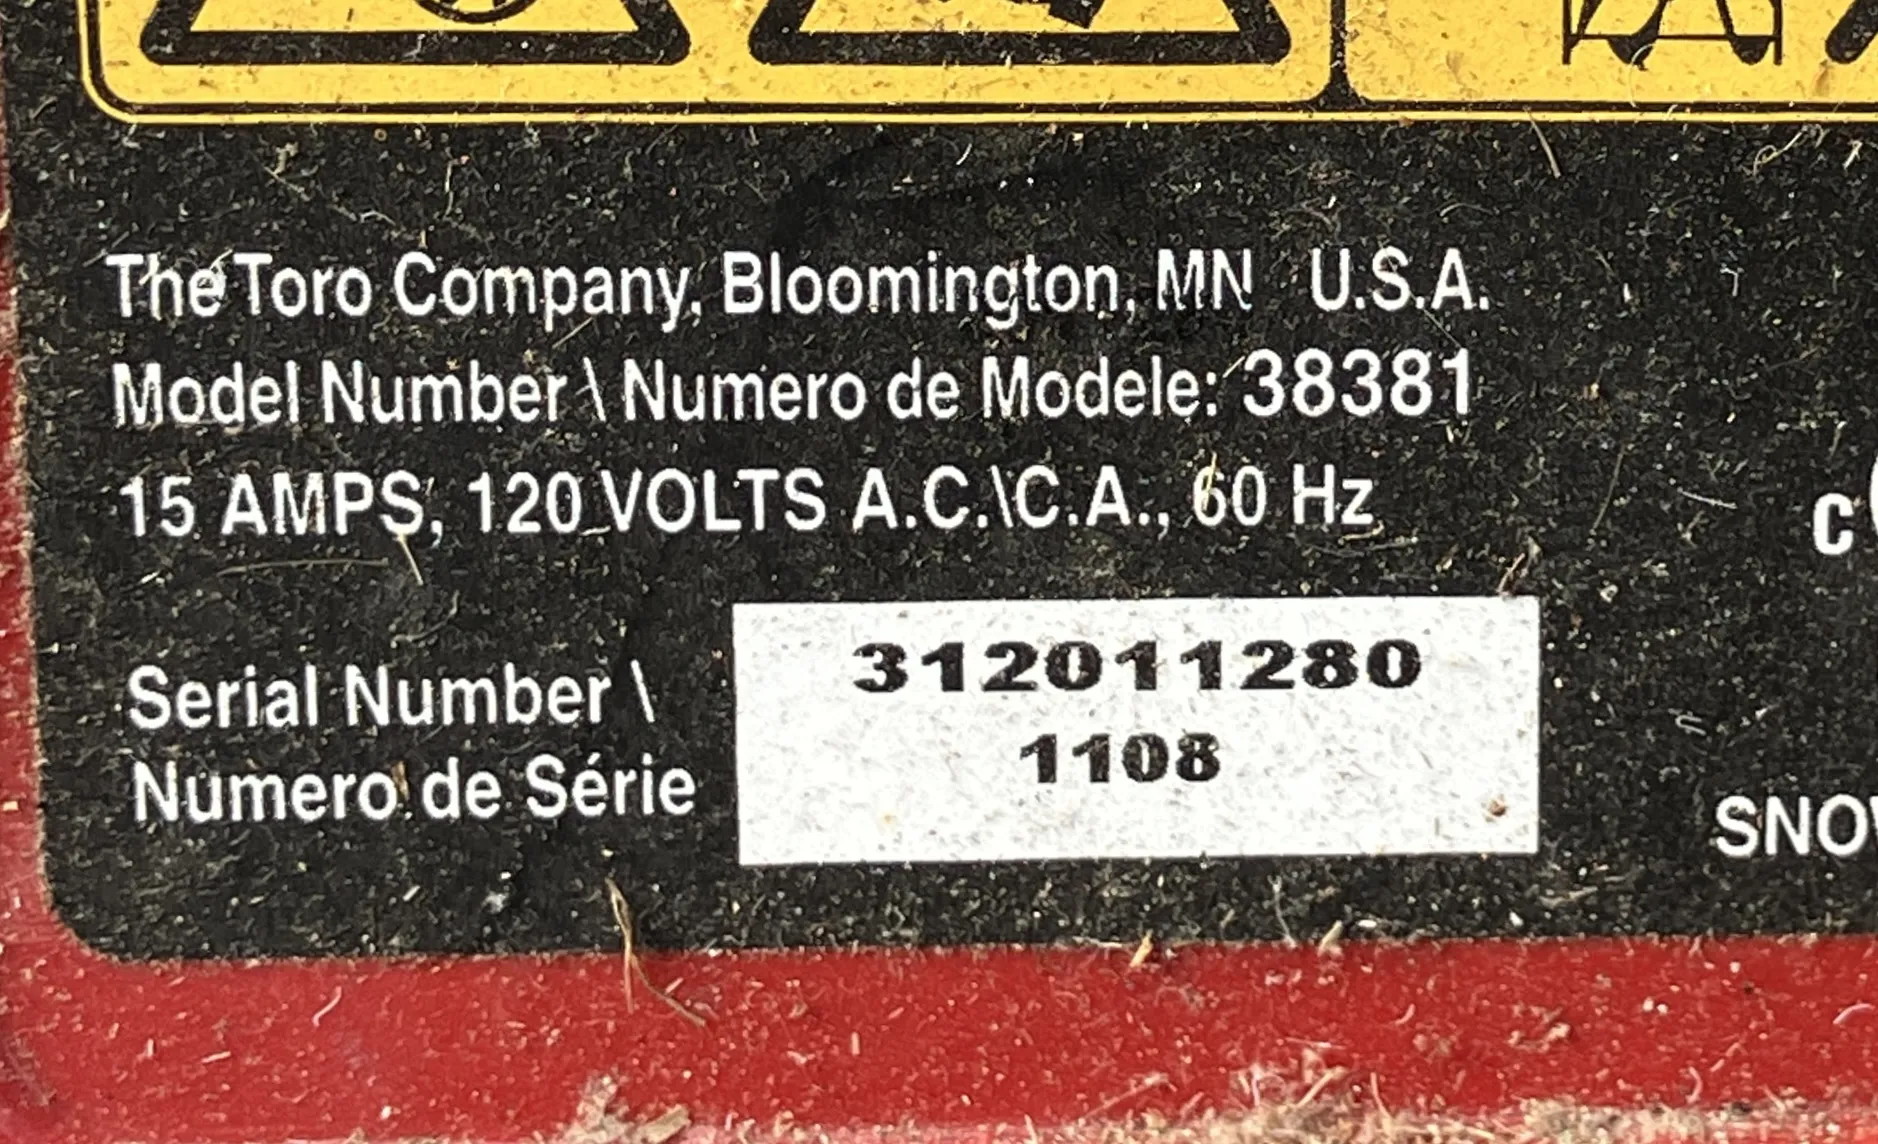 The Toro Company, Bloomington, MN U.S.A.
Model Number \ Numero de Modele: 38381
15 AMPS, 120 VOLTS A.C.\C.A., 60 Hz
c
Serial Number \
Numero de Série
312011280
1108
SNO